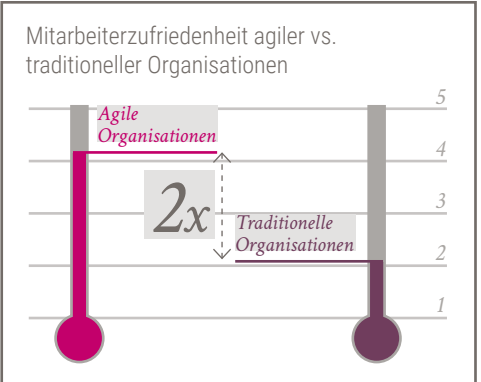 Mitarbeiterzufriedenheit agiler vs.
traditioneller Organisationen
5
Agile
Organisationen
4
2x
3
Traditionelle
Organisationen
2
1